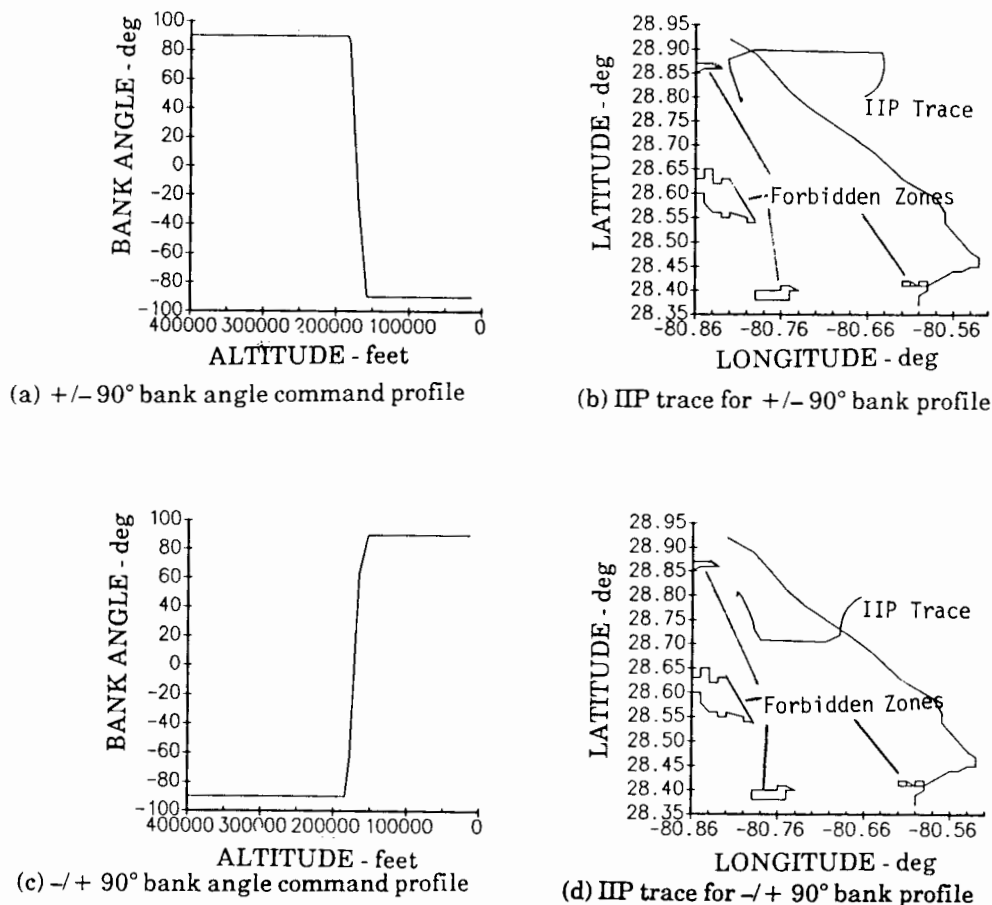 BANK ANGLE - deg
100
80
60
40
20
0
-20
-40
-60
-80
-100
400000 300000 200000 100000 0
ALTITUDE - feet
(a) +/- 90° bank angle command profile
LATITUDE - deg
28.95
28.90
28.85
28.80
28.75
28.70
28.65
28.60
28.55
28.50
28.45
28.40
28.35
IIP Trace
Forbidden Zones
-80.86 -80.76 -80.66 -80.56
LONGITUDE - deg
(b) IIP trace for +/- 90° bank profile
BANK ANGLE - deg
100
80
60
40
20
0
-20
-40
-60
-80
-100
400000 300000 200000 100000 0
ALTITUDE - feet
(c) -/+ 90° bank angle command profile
LATITUDE - deg
28.95
28.90
28.85
28.80
28.75
28.70
28.65
28.60
28.55
28.50
28.45
28.40
28.35
IIP Trace
Forbidden Zones
-80.86 -80.76 -80.66 -80.56
LONGITUDE - deg
(d) IIP trace for -/+ 90° bank profile